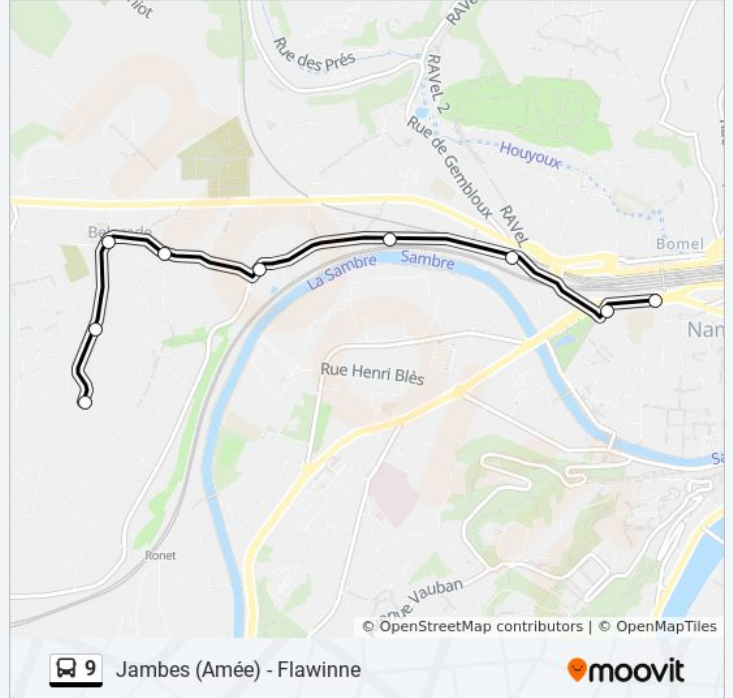 Rue des Prés
RAVeL 2
Rue de Gembloux
Houyoux
RAVeL
Bomel
La Sambre
Sambre
Rue Henri Blès
Ronet
Vauban
© OpenStreetMap contributors | © OpenMapTiles
9 Jambes (Amée) - Flawinne
moovit